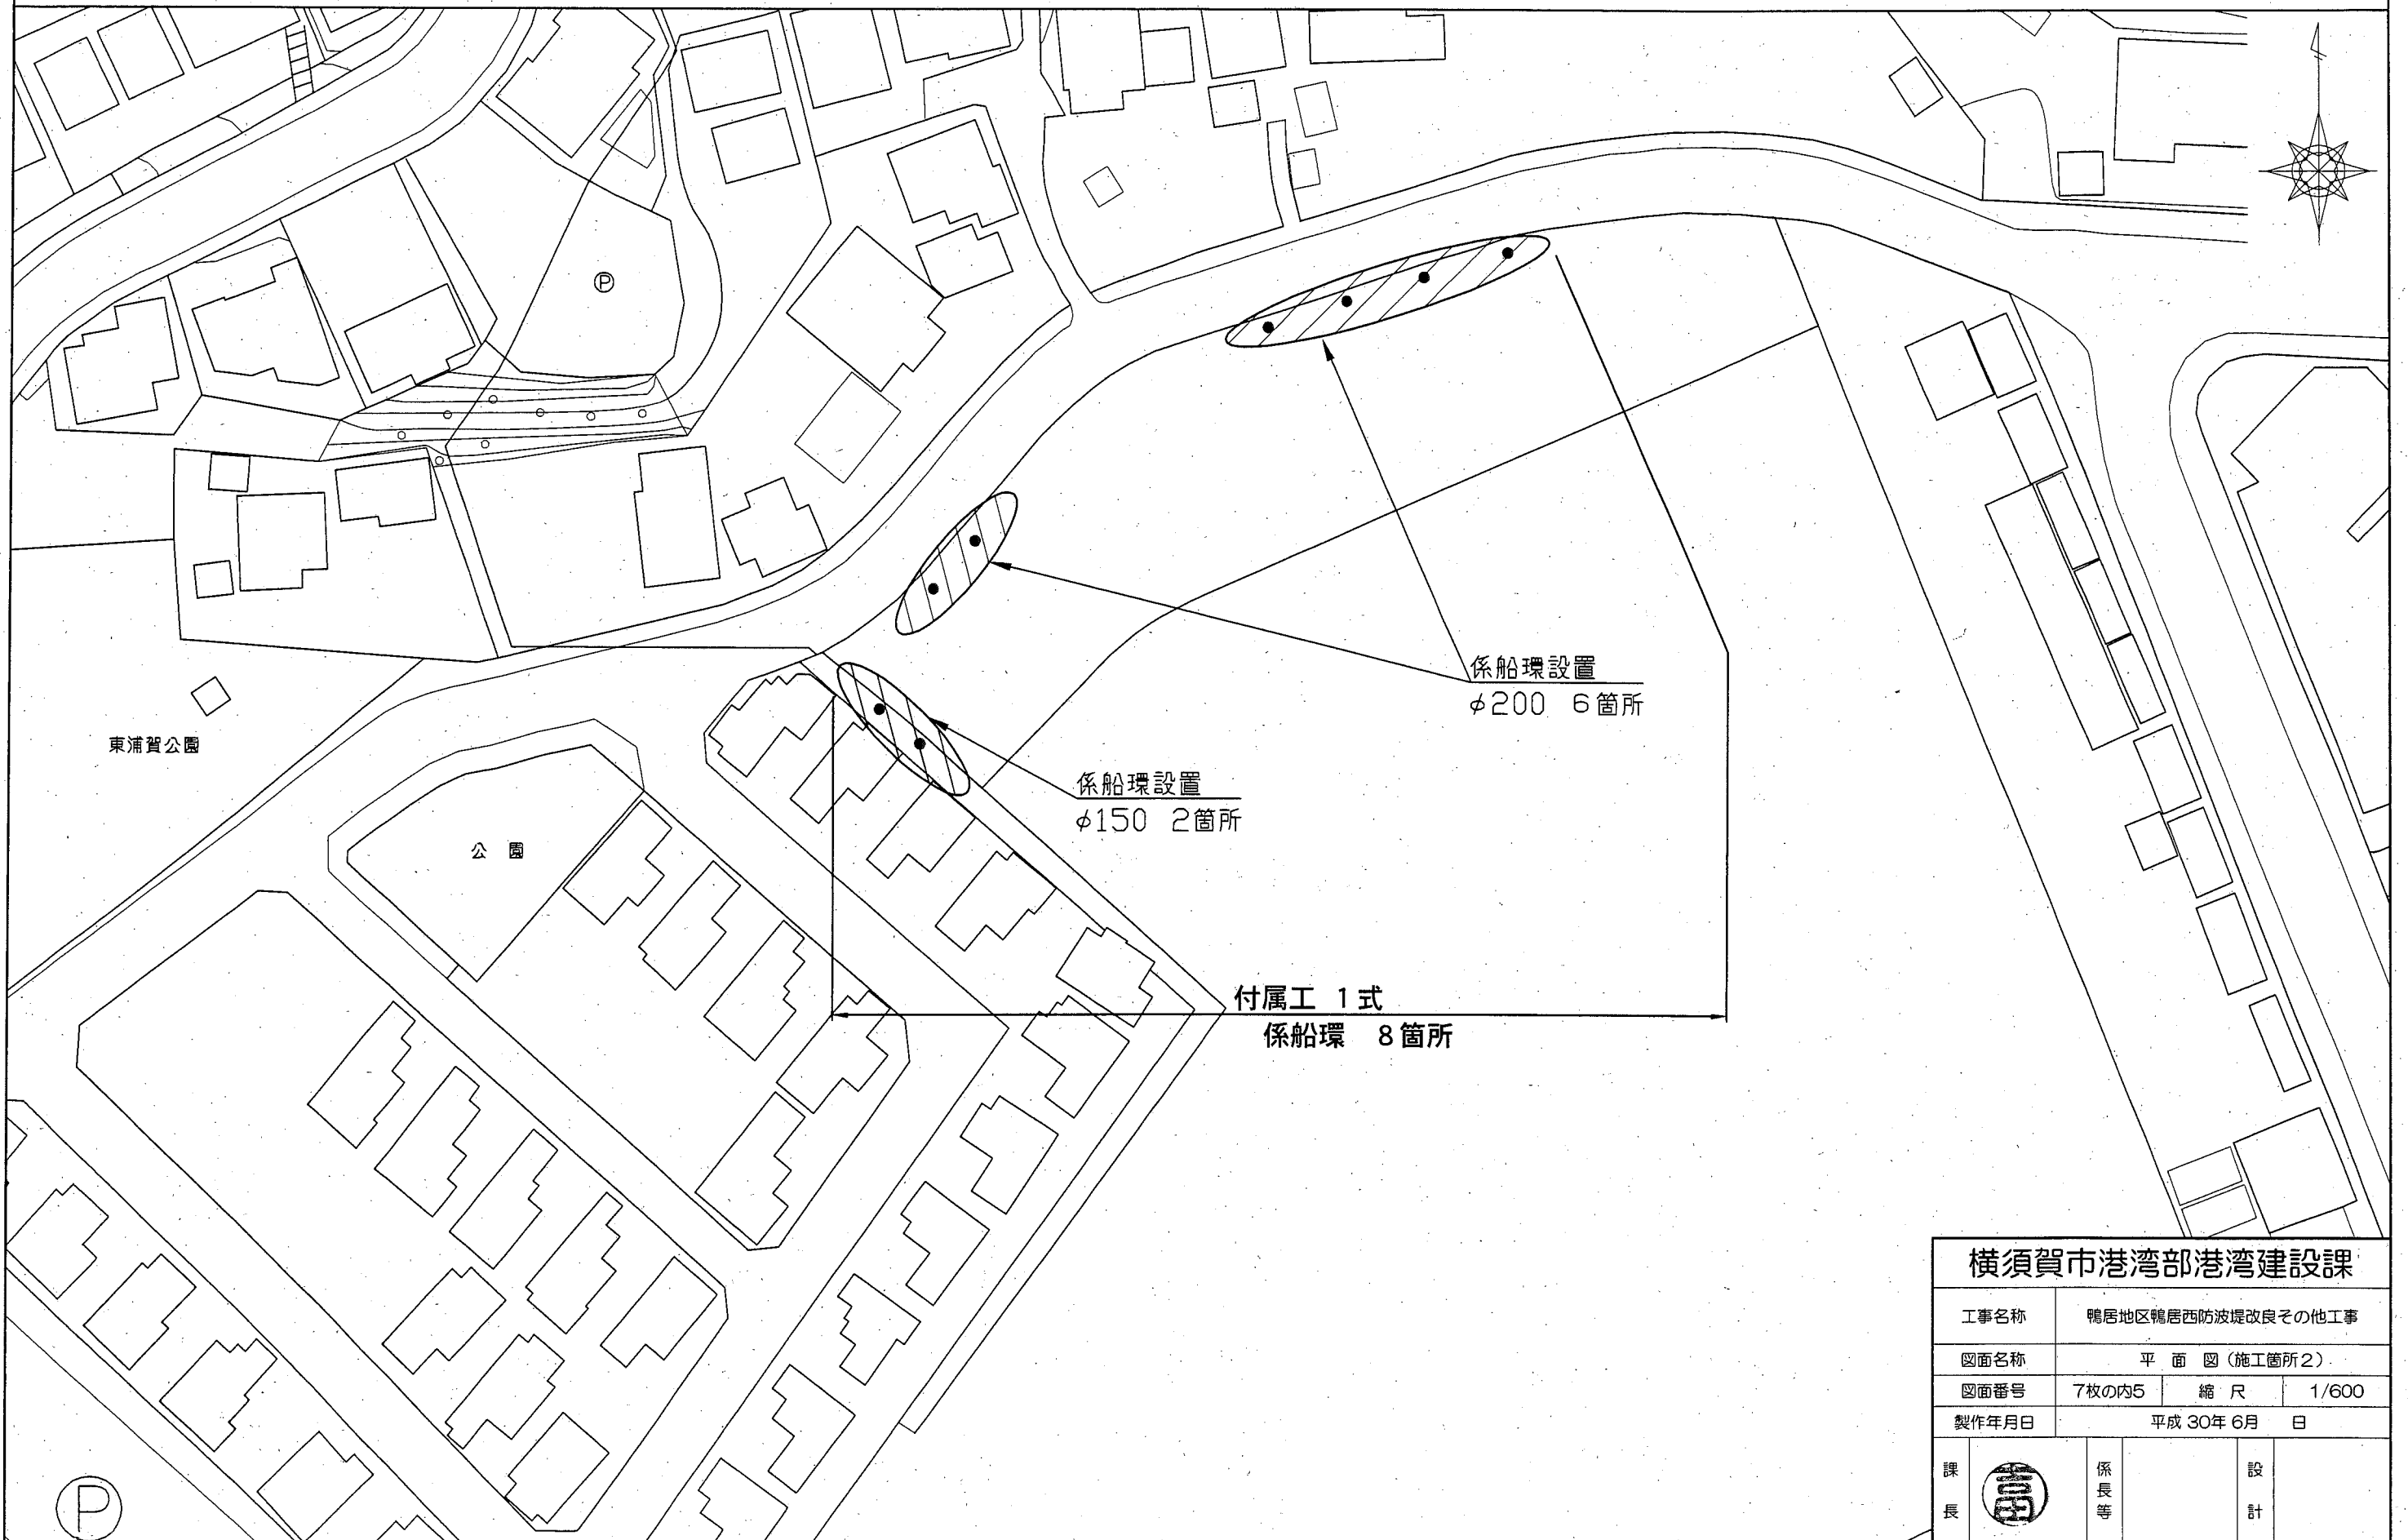 Ⓟ
東浦賀公園
公 園
係船環設置
φ200 6箇所
係船環設置
φ150 2箇所
付属工 1式
係船環 8箇所
Ⓟ
横須賀市港湾部港湾建設課
工事名称 鴨居地区鴨居西防波堤改良その他工事
図面名称 平 面 図(施工箇所2)
図面番号 7枚の内5 縮 尺 1/600
製作年月日 平成 30年 6月 日
課長 係長等 設計